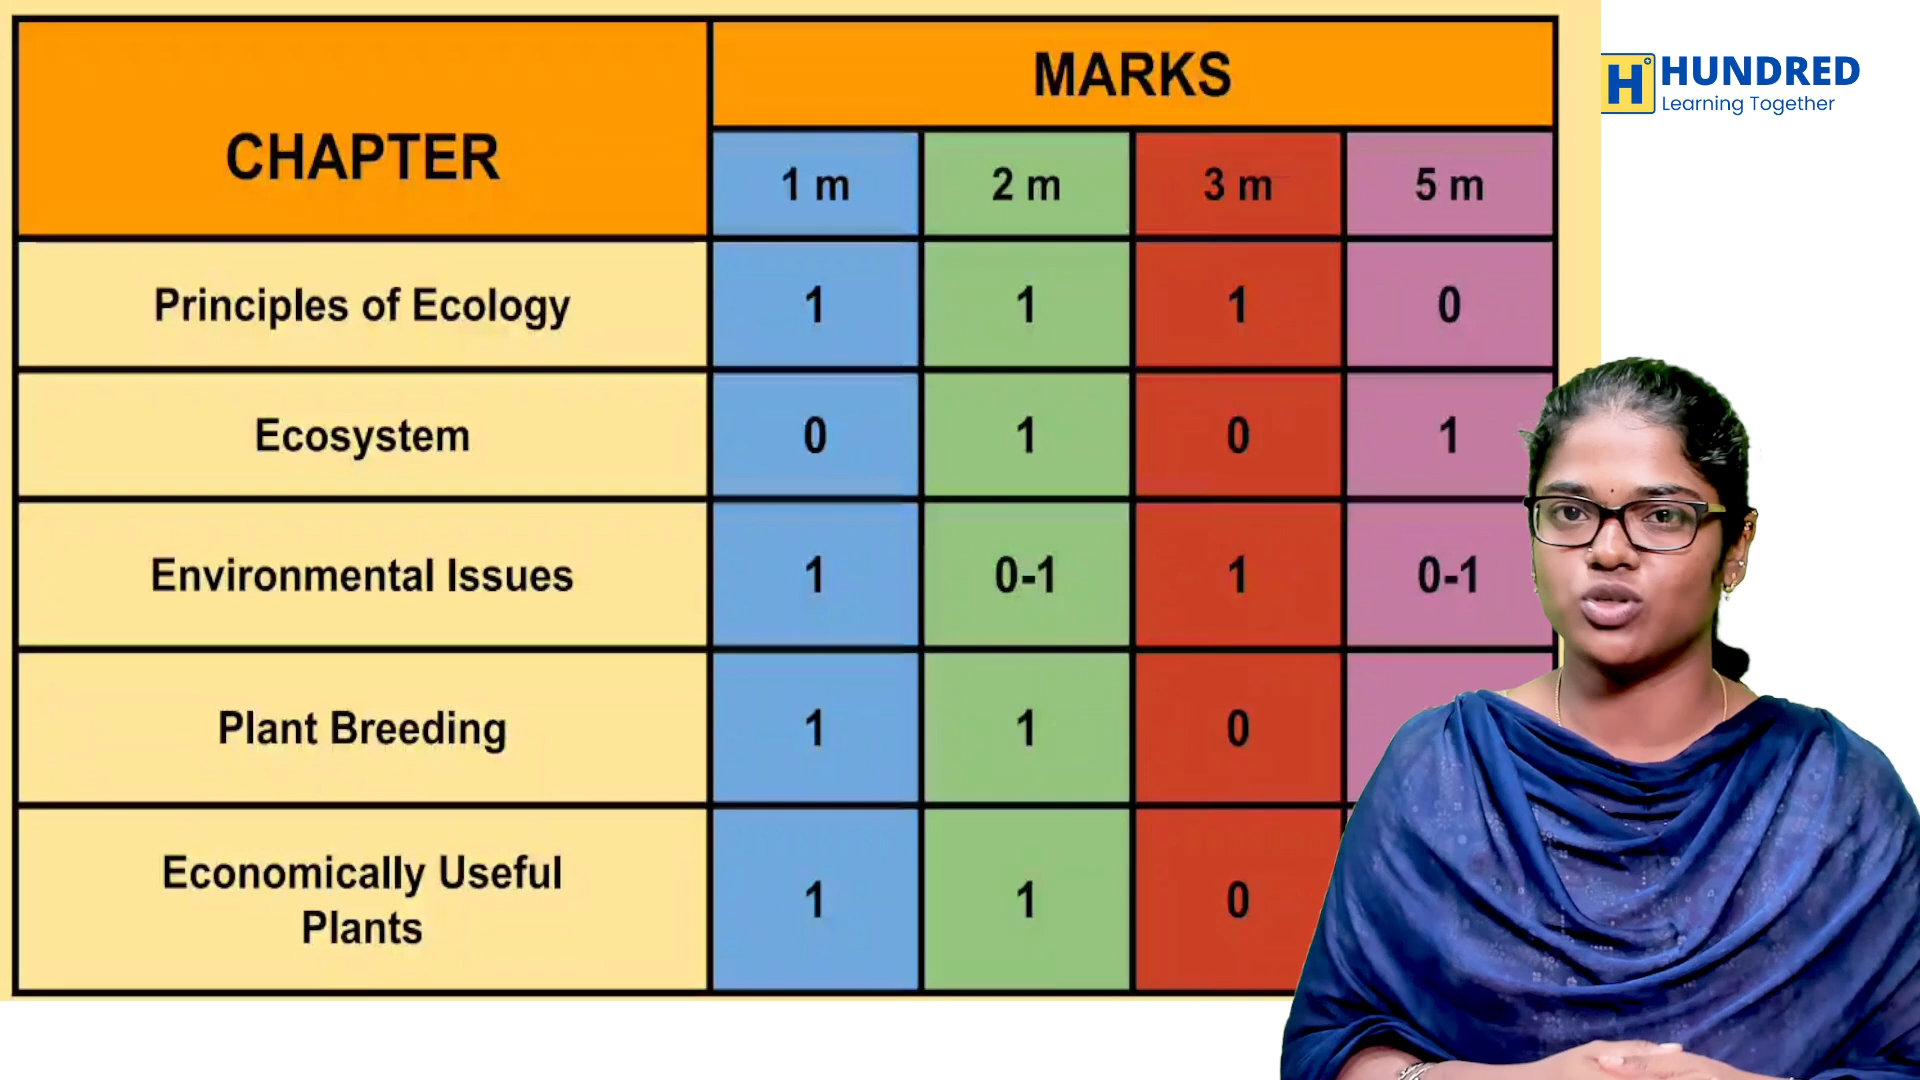 MARKS
CHAPTER
1 m 2 m 3 m 5 m
Principles of Ecology 1 1 1 0
Ecosystem 0 1 0 1
Environmental Issues 1 0-1 1 0-1
Plant Breeding 1 1 0
Economically Useful
Plants 1 1 0
H° HUNDRED
Learning Together